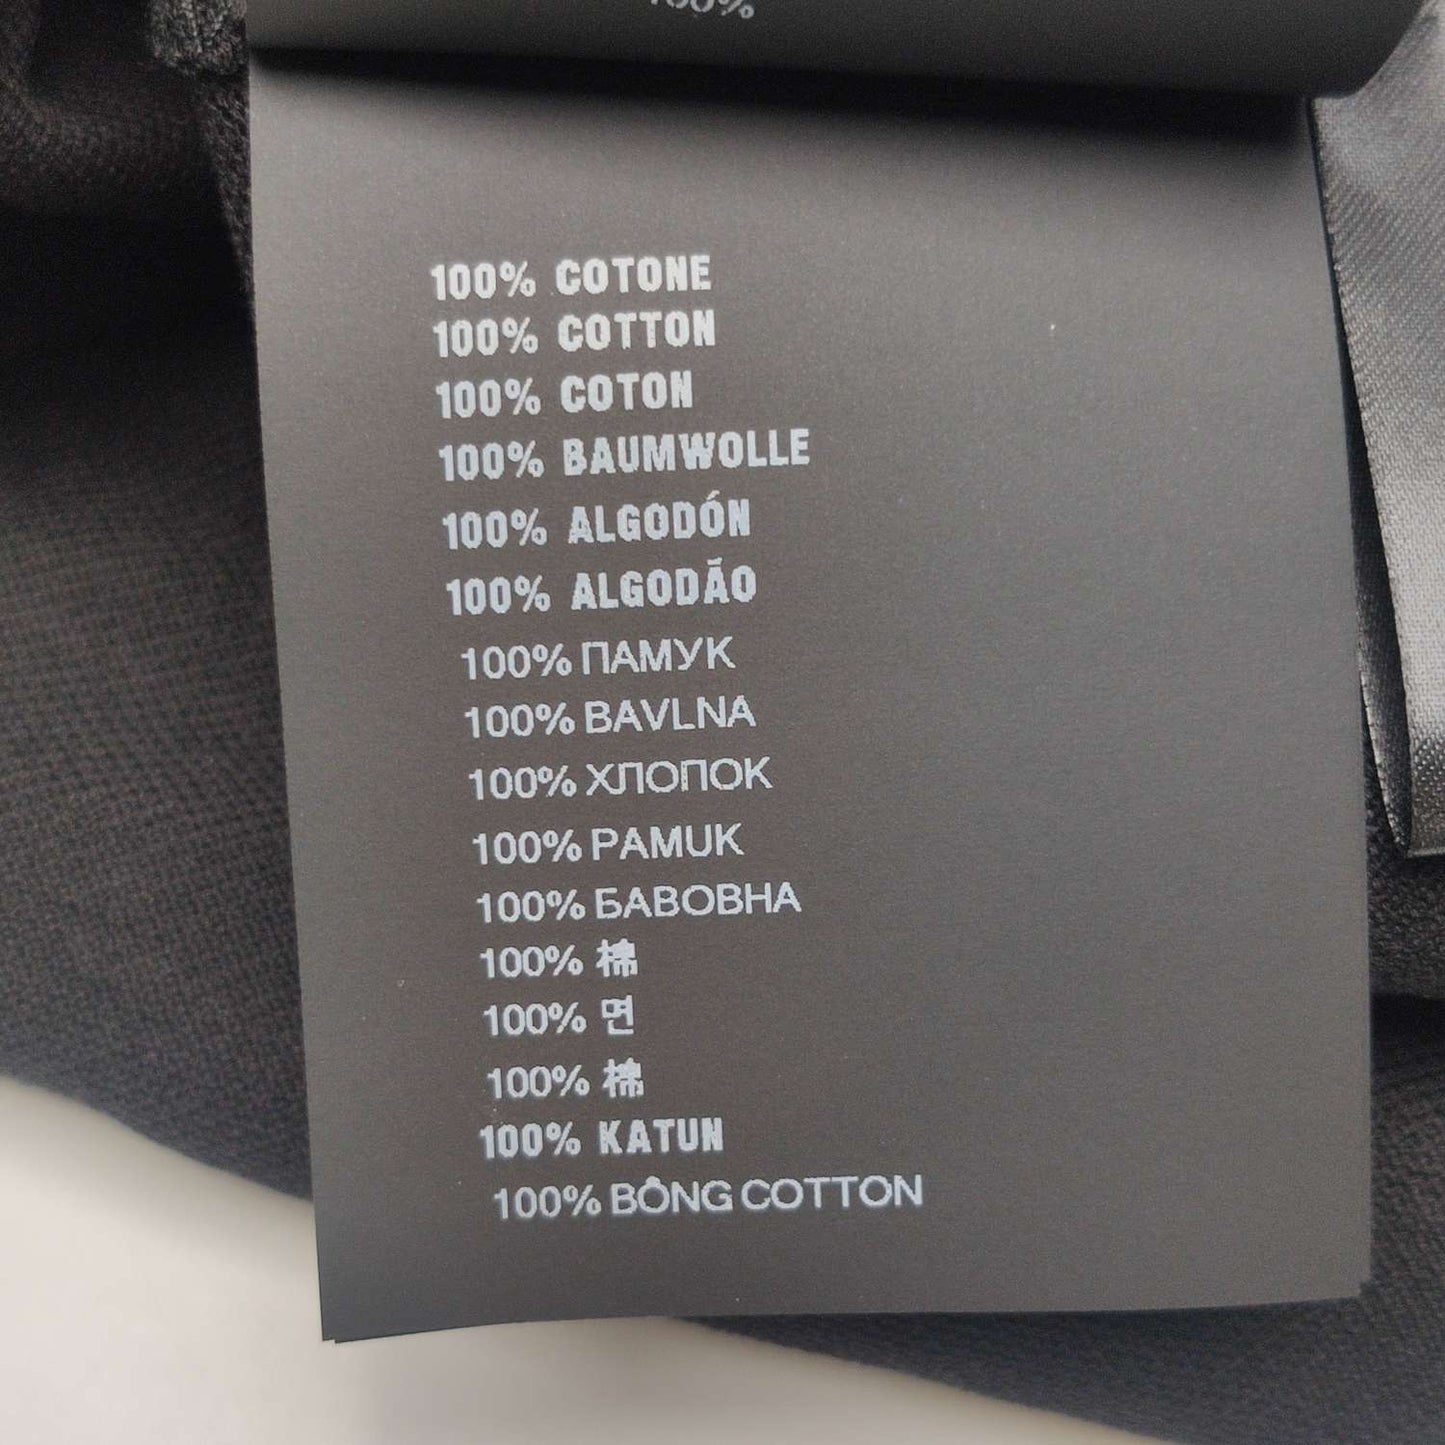 100%
100% COTONE
100% COTTON
100% COTON
100% BAUMWOLLE
100% ALGODÓN
100% ALGODÃO
100% ПАМУК
100% BAVLNA
100% ХЛОПОК
100% PAMUK
100% БАВОВНА
100% 棉
100% 면
100% 棉
100% KATUN
100% BÔNG COTTON